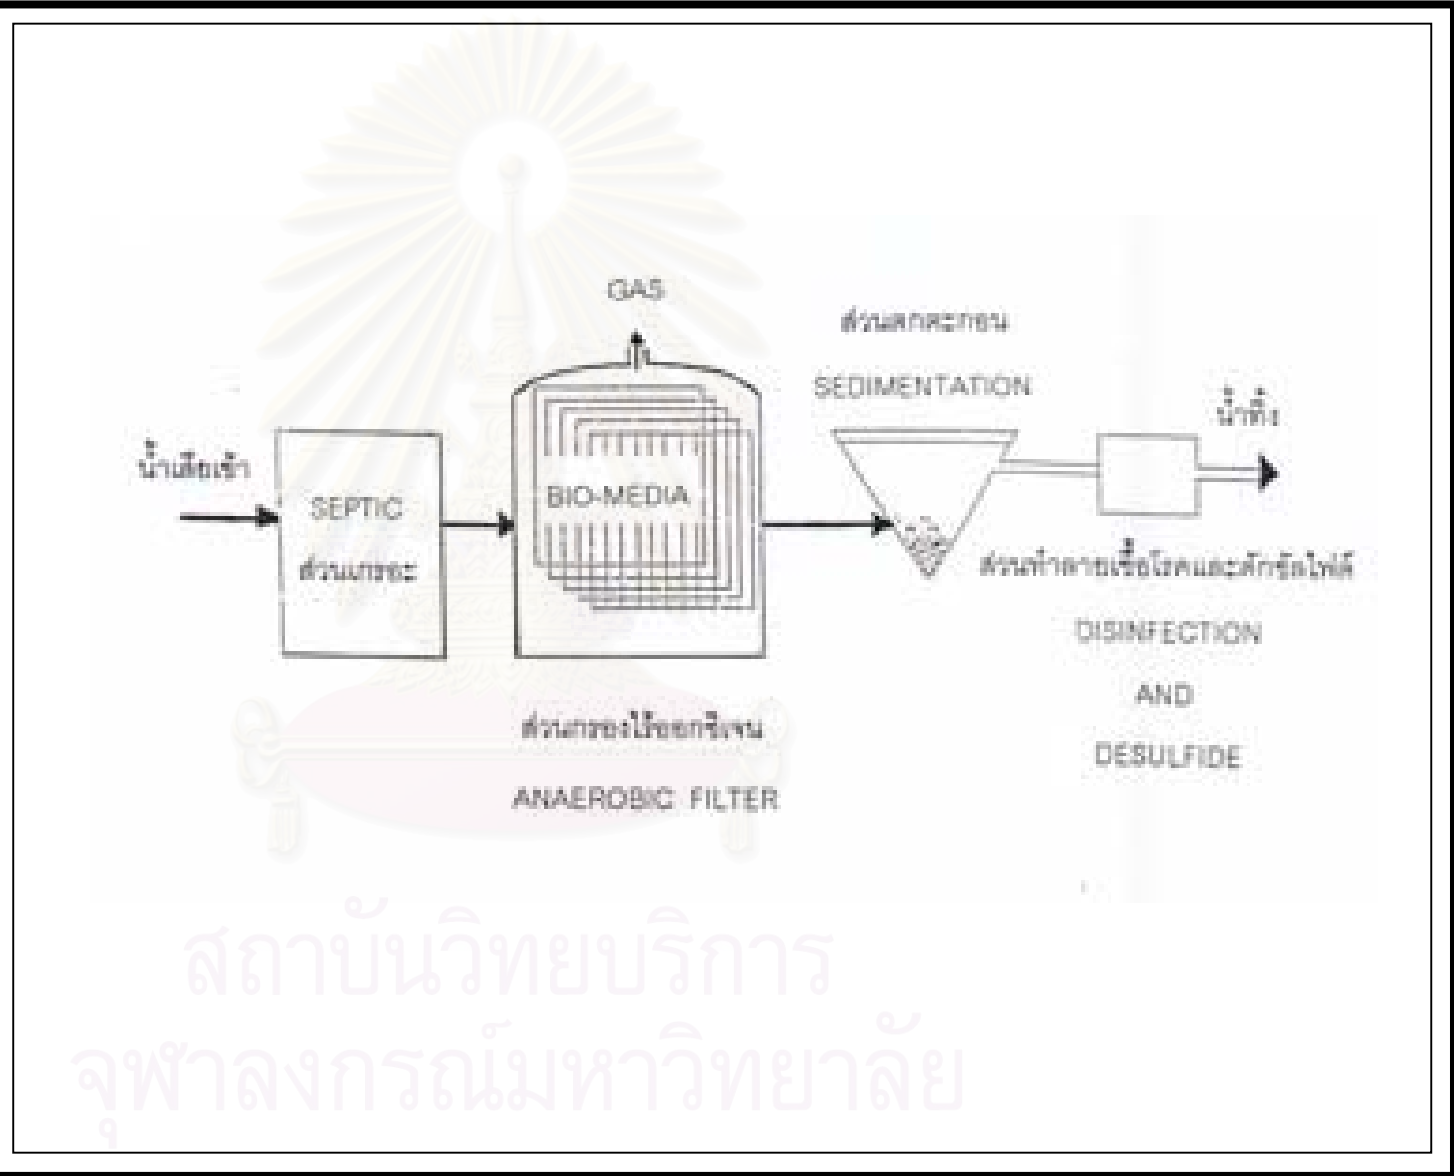 GAS
ส่วนตกตะกอน
SEDIMENTATION
น้ำทิ้ง
น้ำเสียเข้า
SEPTIC
ส่วนเกรอะ
BIO-MEDIA
ส่วนทำลายเชื้อโรคและดักซัลไฟด์
DISINFECTION
AND
DESULFIDE
ส่วนกรองไร้ออกซิเจน
ANAEROBIC FILTER
สถาบันวิทยบริการ
จุฬาลงกรณ์มหาวิทยาลัย